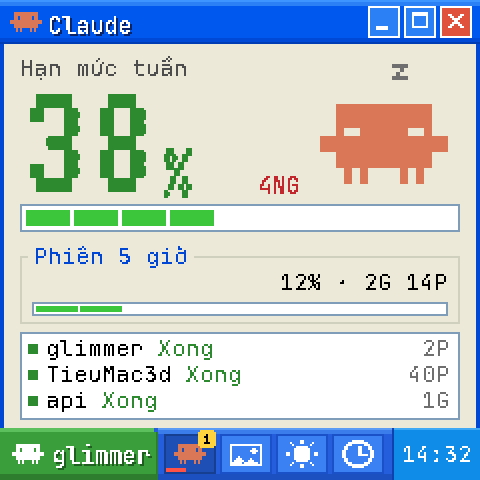 Claude
Hạn mức tuần
z
38%
4NG
Phiên 5 giờ
12% · 2G 14P
glimmer Xong 2P
TieuMac3d Xong 40P
api Xong 1G
glimmer 1 14:32